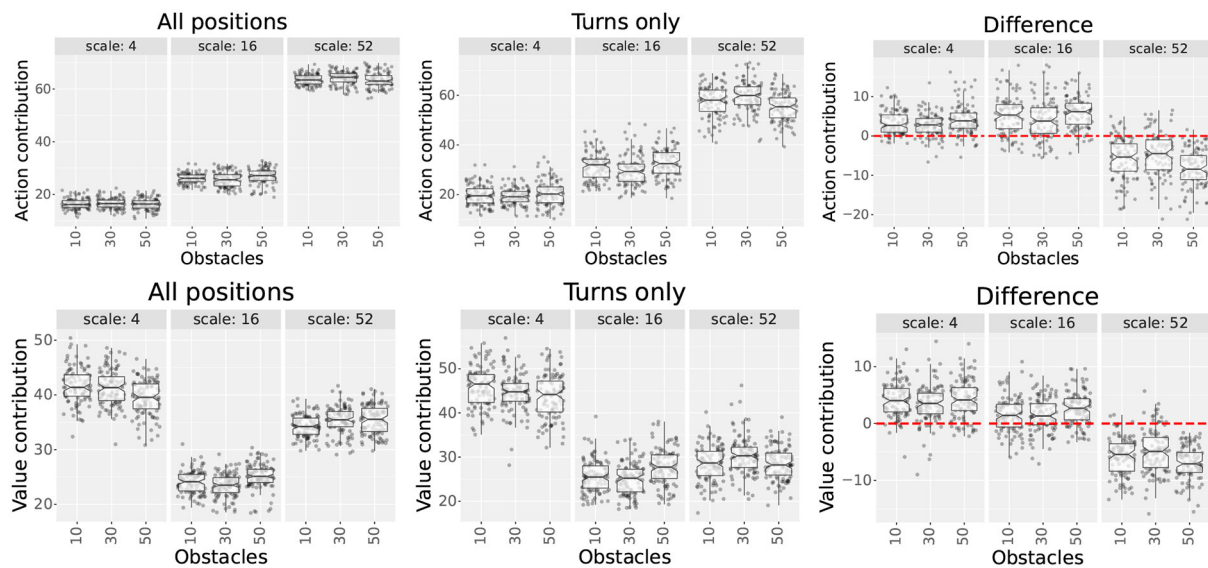 All positions
scale: 4 scale: 16 scale: 52
Action contribution
60
40
20
10 30 50 10 30 50 10 30 50
Obstacles
Turns only
scale: 4 scale: 16 scale: 52
Action contribution
60
40
20
10 30 50 10 30 50 10 30 50
Obstacles
Difference
scale: 4 scale: 16 scale: 52
Action contribution
10
0
−10
−20
10 30 50 10 30 50 10 30 50
Obstacles
All positions
scale: 4 scale: 16 scale: 52
Value contribution
50
40
30
20
10 30 50 10 30 50 10 30 50
Obstacles
Turns only
scale: 4 scale: 16 scale: 52
Value contribution
50
40
30
20
10 30 50 10 30 50 10 30 50
Obstacles
Difference
scale: 4 scale: 16 scale: 52
Value contribution
10
0
−10
10 30 50 10 30 50 10 30 50
Obstacles